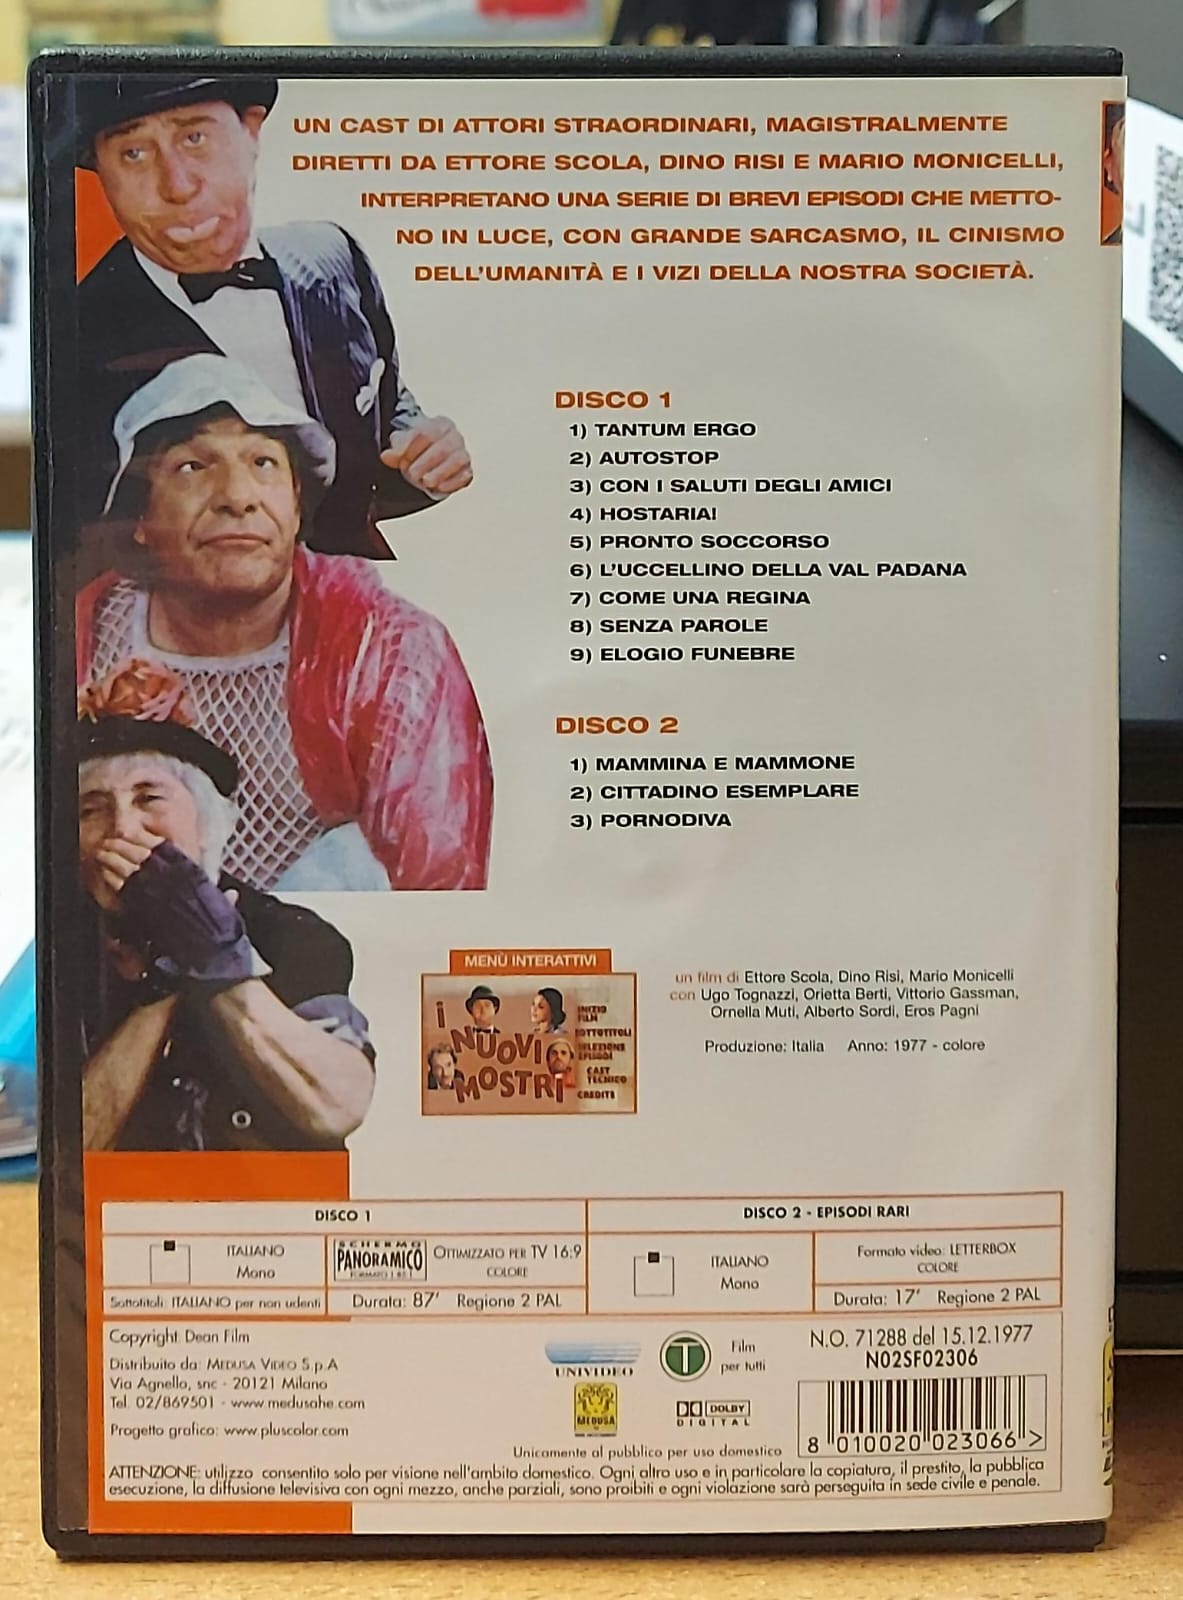 UN CAST DI ATTORI STRAORDINARI, MAGISTRALMENTE
DIRETTI DA ETTORE SCOLA, DINO RISI E MARIO MONICELLI,
INTERPRETANO UNA SERIE DI BREVI EPISODI CHE METTO-
NO IN LUCE, CON GRANDE SARCASMO, IL CINISMO
DELL'UMANITÀ E I VIZI DELLA NOSTRA SOCIETÀ.
DISCO 1
1) TANTUM ERGO
2) AUTOSTOP
3) CON I SALUTI DEGLI AMICI
4) HOSTARIA!
5) PRONTO SOCCORSO
6) L'UCCELLINO DELLA VAL PADANA
7) COME UNA REGINA
8) SENZA PAROLE
9) ELOGIO FUNEBRE
DISCO 2
1) MAMMINA E MAMMONE
2) CITTADINO ESEMPLARE
3) PORNODIVA
MENÙ INTERATTIVI
I
NUOVI
MOSTRI
INIZIO
FILM
SOTTOTITOLI
SELEZIONE
EPISODI
CAST
TECNICO
CREDITS
un film di Ettore Scola, Dino Risi, Mario Monicelli
con Ugo Tognazzi, Orietta Berti, Vittorio Gassman,
Ornella Muti, Alberto Sordi, Eros Pagni
Produzione: Italia Anno: 1977 - colore
DISCO 1
ITALIANO
Mono
SCHERMO
PANORAMICO
OTTIMIZZATO PER TV 16:9
COLORE
Sottotitoli: ITALIANO per non udenti
Durata: 87' Regione 2 PAL
DISCO 2 - EPISODI RARI
ITALIANO
Mono
Formato video: LETTERBOX
COLORE
Durata: 17' Regione 2 PAL
Copyright: Dean Film
Distribuito da: MEDUSA VIDEO S.p.A
Via Agnello, snc - 20121 Milano
Tel. 02/869501 - www.medusahe.com
Progetto grafico: www.pluscolor.com
UNIVIDEO
MEDUSA
T
Film
per tutti
DOLBY
DIGITAL
N.O. 71288 del 15.12.1977
N02SF02306
8 010020 023066 >
Unicamente al pubblico per uso domestico
ATTENZIONE: utilizzo consentito solo per visione nell'ambito domestico. Ogni altro uso e in particolare la copiatura, il prestito, la pubblica
esecuzione, la diffusione televisiva con ogni mezzo, anche parziali, sono proibiti e ogni violazione sarà perseguita in sede civile e penale.